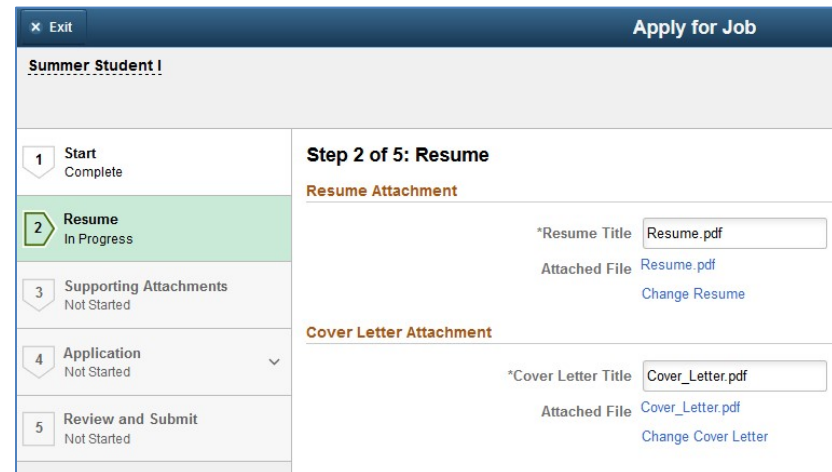 × Exit
Apply for Job
Summer Student I
1
Start
Complete
2
Resume
In Progress
3
Supporting Attachments
Not Started
4
Application
Not Started
5
Review and Submit
Not Started
Step 2 of 5: Resume
Resume Attachment
*Resume Title Resume.pdf
Attached File Resume.pdf
Change Resume
Cover Letter Attachment
*Cover Letter Title Cover_Letter.pdf
Attached File Cover_Letter.pdf
Change Cover Letter